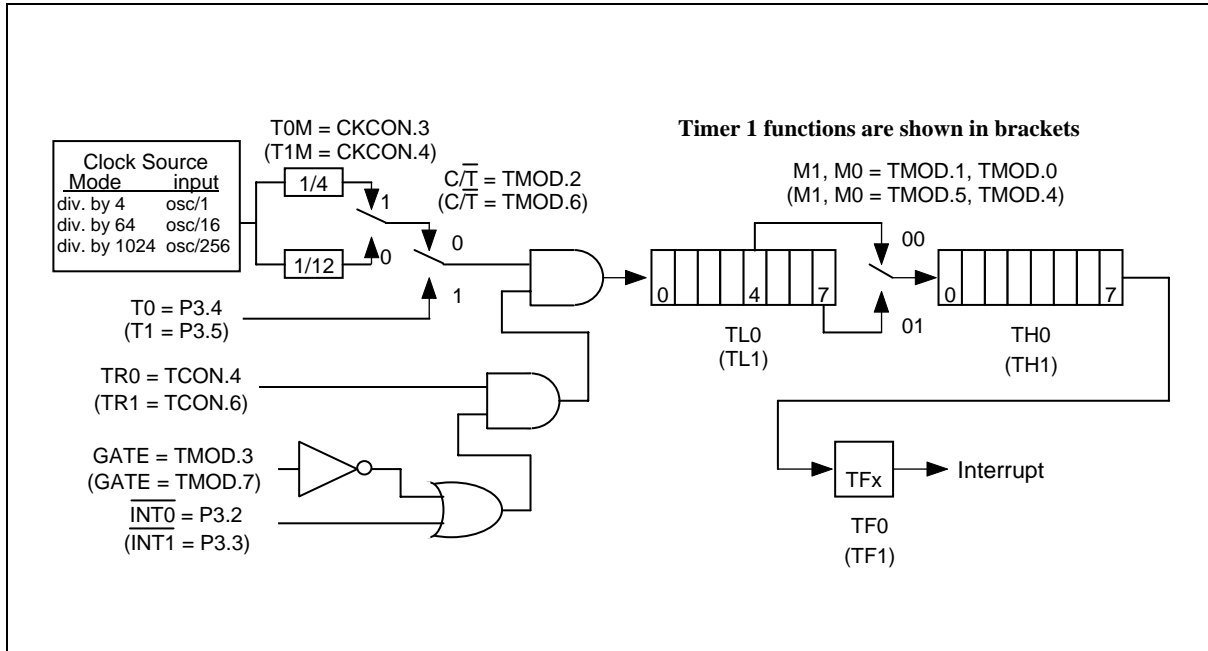 T0M = CKCON.3
(T1M = CKCON.4)
Timer 1 functions are shown in brackets
Clock Source
Mode input
div. by 4 osc/1
div. by 64 osc/16
div. by 1024 osc/256
1/4
1/12
1
0
C/T̅ = TMOD.2
(C/T̅ = TMOD.6)
0
1
M1, M0 = TMOD.1, TMOD.0
(M1, M0 = TMOD.5, TMOD.4)
T0 = P3.4
(T1 = P3.5)
0 4 7
TL0
(TL1)
00
01
0 7
TH0
(TH1)
TR0 = TCON.4
(TR1 = TCON.6)
GATE = TMOD.3
(GATE = TMOD.7)
I̅N̅T̅0̅ = P3.2
(I̅N̅T̅1̅ = P3.3)
TFx
Interrupt
TF0
(TF1)